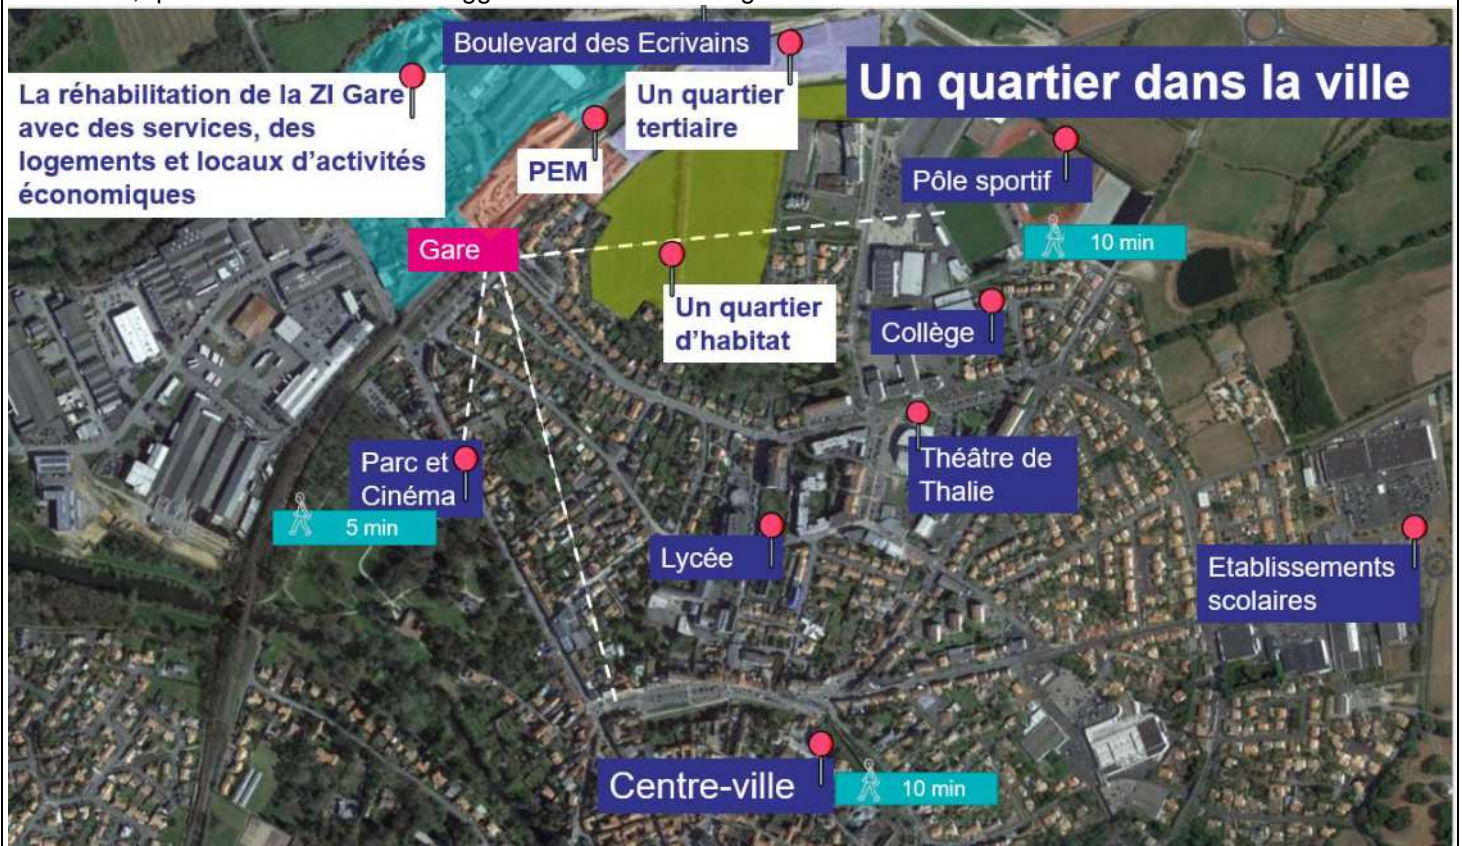 Boulevard des Ecrivains
Un quartier dans la ville
La réhabilitation de la ZI Gare
avec des services, des
logements et locaux d'activités
économiques
Un quartier
tertiaire
PEM
Pôle sportif
10 min
Gare
Un quartier
d'habitat
Collège
Parc et
Cinéma
5 min
Théâtre de
Thalie
Lycée
Etablissements
scolaires
Centre-ville
10 min